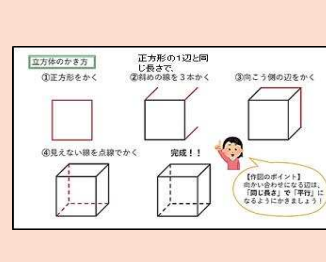 立方体のかき方
正方形の1辺と同
じ長さで、
①正方形をかく
②斜めの線を3本かく
③向こう側の辺をかく
④見えない線を点線でかく
完成！！
【作図のポイント】
向かい合わせになる辺は、
「同じ長さ」で「平行」に
なるようにかきましょう！